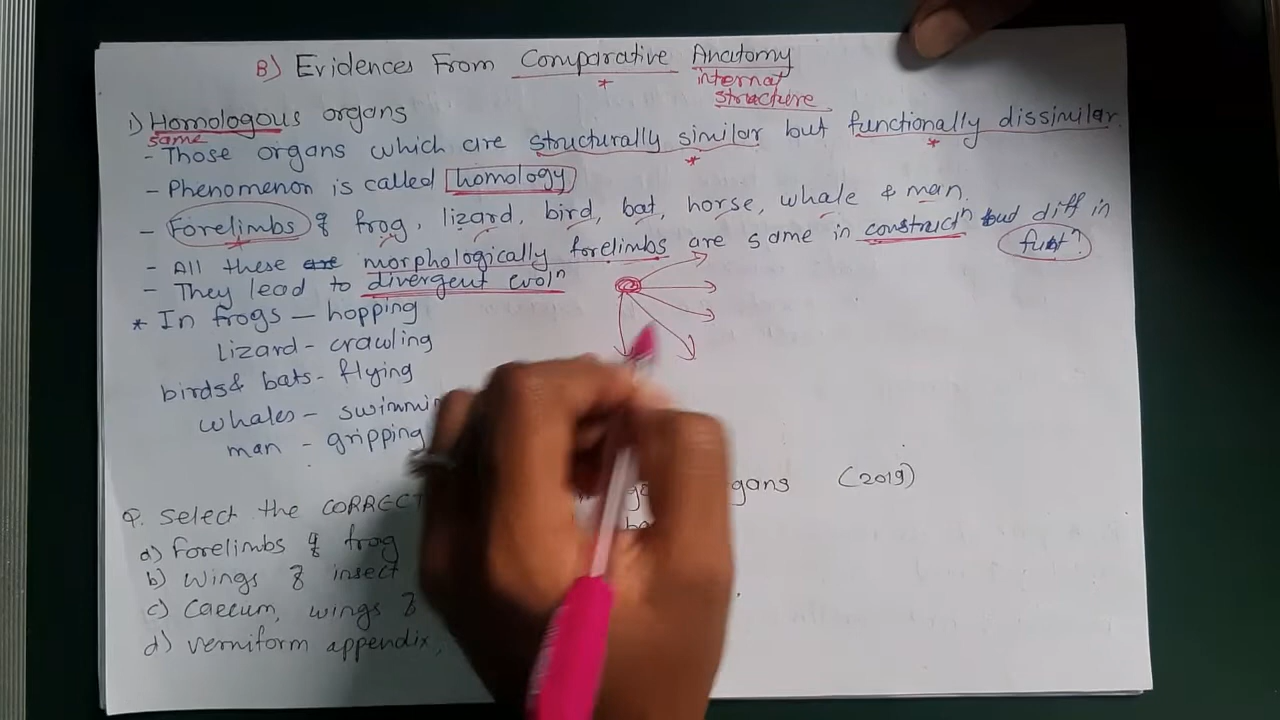 B) Evidences From Comparative Anatomy
internal
structure
1) Homologous organs
same
- Those organs which are structurally similar but functionally dissimilar.
- Phenomenon is called homology
- Forelimbs of frog, lizard, bird, bat, horse, whale & man.
- All these morphologically forelimbs are same in constructn but diff in funn
- They lead to divergent evoln
* In frogs - hopping
lizard - crawling
birds & bats - flying
whales - swimmin
man - gripping
Q. Select the CORRECT organs (2019)
a) Forelimbs of frog
b) Wings of insect
c) Caecum, wings of
d) vermiform appendix,